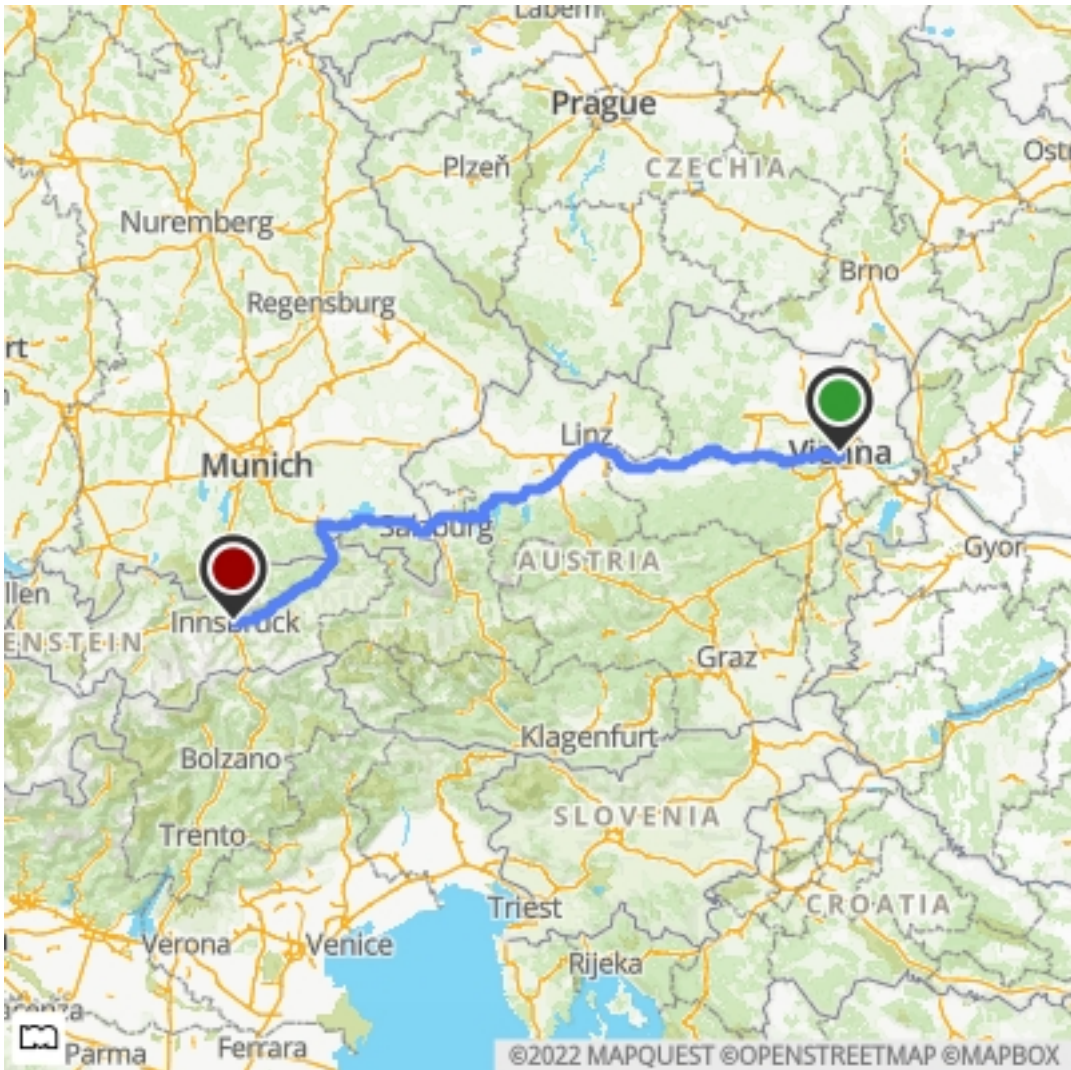 Labem
Prague
Plzeň
CZECHIA
Nuremberg
Brno
Regensburg
Linz
Munich
Salzburg
AUSTRIA
Gyor
Innsbruck
Graz
Klagenfurt
Bolzano
SLOVENIA
Trento
Triest
CROATIA
Verona
Venice
Rijeka
Parma
Ferrara
©2022 MAPQUEST ©OPENSTREETMAP ©MAPBOX